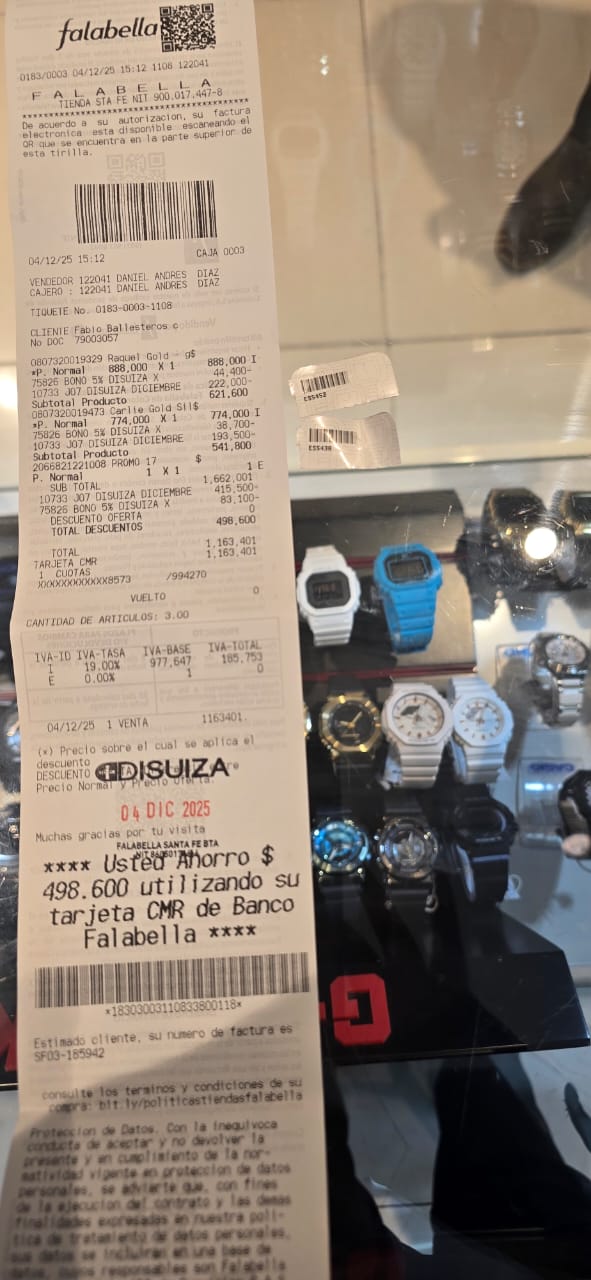 falabella
0183/0003 04/12/25 15:12 1108 122041
F A L A B E L L A
TIENDA STA FE NIT 900.017.447-8
****************************************
De acuerdo a su autorizacion, su factura
electronica esta disponible escaneando el
QR que se encuentra en la parte superior de
esta tirilla.
04/12/25 15:12 CAJA 0003
VENDEDOR 122041 DANIEL ANDRES DIAZ
CAJERO : 122041 DANIEL ANDRES DIAZ
TIQUETE No. 0183-0003-1108
CLIENTE Fabio Ballesteros c
No DOC 79003057
0807320019329 Raquel Gold - g$ 888,000 I
*P. Normal 888,000 X 1
75826 BONO 5% DISUIZA X 44,400-
10733 J07 DISUIZA DICIEMBRE 222,000-
Subtotal Producto 621,600
0807320019473 Carlie Gold Sil$ 774,000 I
*P. Normal 774,000 X 1
75826 BONO 5% DISUIZA X 38,700-
10733 J07 DISUIZA DICIEMBRE 193,500-
Subtotal Producto 541,800
2066821221008 PROMO 17 $ 1 E
P. Normal 1 X 1
SUB TOTAL 1,662,001
10733 J07 DISUIZA DICIEMBRE 415,500-
75826 BONO 5% DISUIZA X 83,100-
DESCUENTO OFERTA 0
TOTAL DESCUENTOS 498,600
TOTAL 1,163,401
TARJETA CMR 1,163,401
1 CUOTAS
XXXXXXXXXXXX8573 /994270
VUELTO 0
CANTIDAD DE ARTICULOS: 3.00
IVA-ID IVA-TASA IVA-BASE IVA-TOTAL
I 19.00% 977,647 185,753
E 0.00% 1 0
04/12/25 1 VENTA 1163401.
(*) Precio sobre el cual se aplica el
descuento
DESCUENTO
Precio Normal y Precio Oferta.
DISUIZA
04 DIC 2025
Muchas gracias por tu visita
FALABELLA SANTA FE BTA
**** Usted Ahorro $
498.600 utilizando su
tarjeta CMR de Banco
Falabella ****
*18303003110833800118*
Estimado cliente, su numero de factura es
SF03-185942
consulte los terminos y condiciones de su
compra: bit.ly/politicastiendasfalabella
Proteccion de Datos. Con la inequivoca
conducta de aceptar y no devolver la
presente y en cumplimiento de la nor-
matividad vigente en proteccion de datos
personales, se advierte que, con fines
de la ejecucion del contrato y las demas
finalidades expresadas en nuestra poli-
tica de tratamiento de datos personales,
sus datos se incluiran en una base de
datos, cuyos responsables son Falabella
ES5452
ES5438
G-